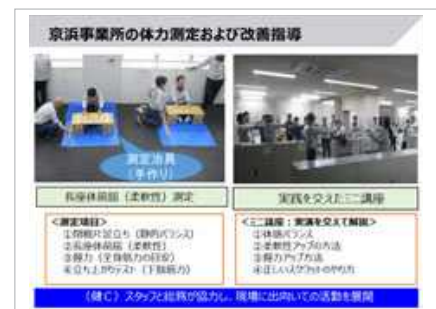 京浜事業所の体力測定および改善指導
測定治具
(手作り)
長座体前屈（柔軟性）測定
実践を交えたミニ講座
＜測定項目＞
①閉眼片足立ち（静的バランス）
②長座体前屈（柔軟性）
③握力（全身筋力の目安）
④立ち上がりテスト（下肢筋力）
＜ミニ講座：実演を交えて解説＞
①体感バランス
②柔軟性アップの方法
③握力アップ方法
④正しいスクワットのやり方
（健C）スタッフと総務が協力し、現場に出向いての活動を展開